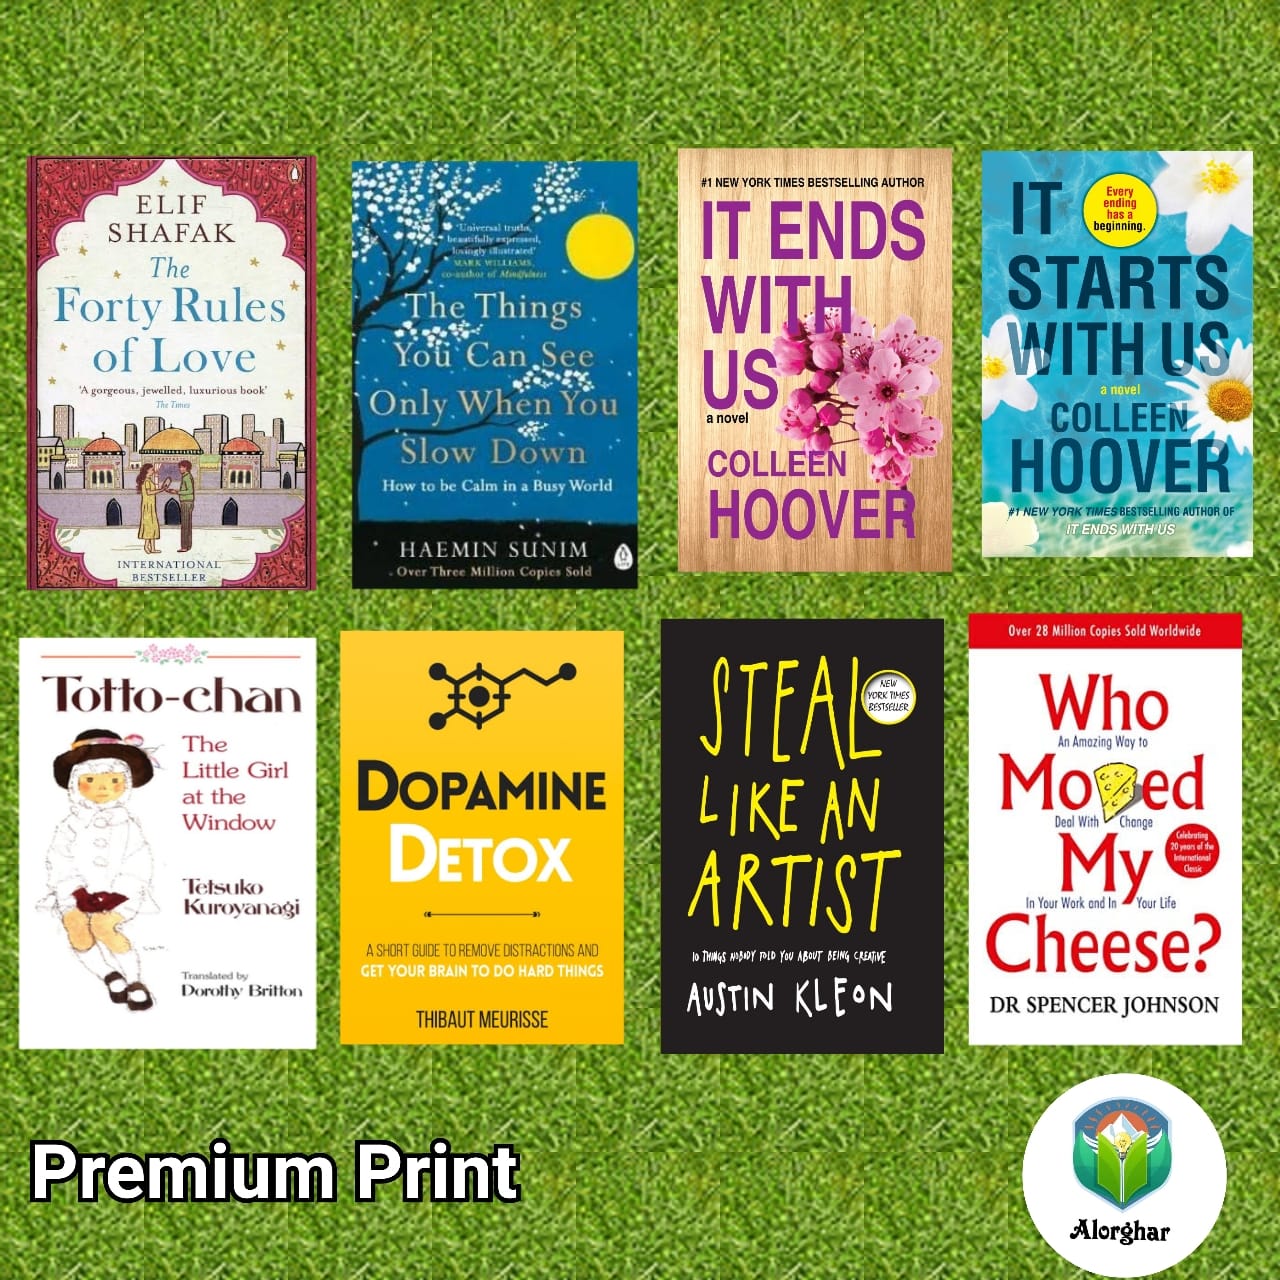 ELIF
SHAFAK
The
Forty Rules
of Love
'A gorgeous, jewelled, luxurious book'
The Times
INTERNATIONAL
BESTSELLER
'Universal truths,
beautifully expressed,
lovingly illustrated'
MARK WILLIAMS,
co-author of Mindfulness
The Things
You Can See
Only When You
Slow Down
How to be Calm in a Busy World
HAEMIN SUNIM
Over Three Million Copies Sold
#1 NEW YORK TIMES BESTSELLING AUTHOR
IT ENDS
WITH
US
a novel
COLLEEN
HOOVER
IT
Every
ending
has a
beginning.
STARTS
WITH US
a novel
COLLEEN
HOOVER
#1 NEW YORK TIMES BESTSELLING AUTHOR OF
IT ENDS WITH US
Totto-chan
The
Little Girl
at the
Window
Tetsuko
Kuroyanagi
Translated by
Dorothy Britton
DOPAMINE
DETOX
A SHORT GUIDE TO REMOVE DISTRACTIONS AND
GET YOUR BRAIN TO DO HARD THINGS
THIBAUT MEURISSE
STEAL
NEW
YORK TIMES
BESTSELLER
LIKE AN
ARTIST
10 THINGS NOBODY TOLD YOU ABOUT BEING CREATIVE
AUSTIN KLEON
Over 28 Million Copies Sold Worldwide
Who
An Amazing Way to
Moved
Deal With Change
Celebrating
20 years of the
International
Classic
My
In Your Work and In Your Life
Cheese?
DR SPENCER JOHNSON
Premium Print
Alorghar